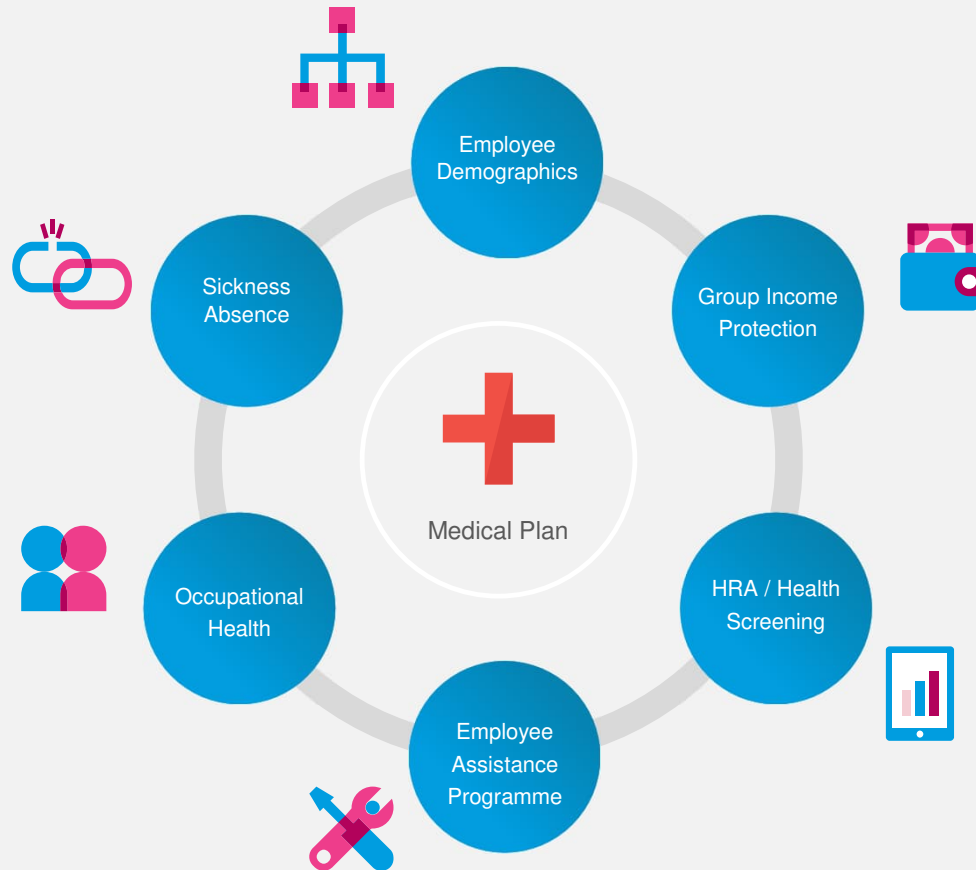 Employee
Demographics
Group Income
Protection
HRA / Health
Screening
Employee
Assistance
Programme
Occupational
Health
Sickness
Absence
Medical Plan